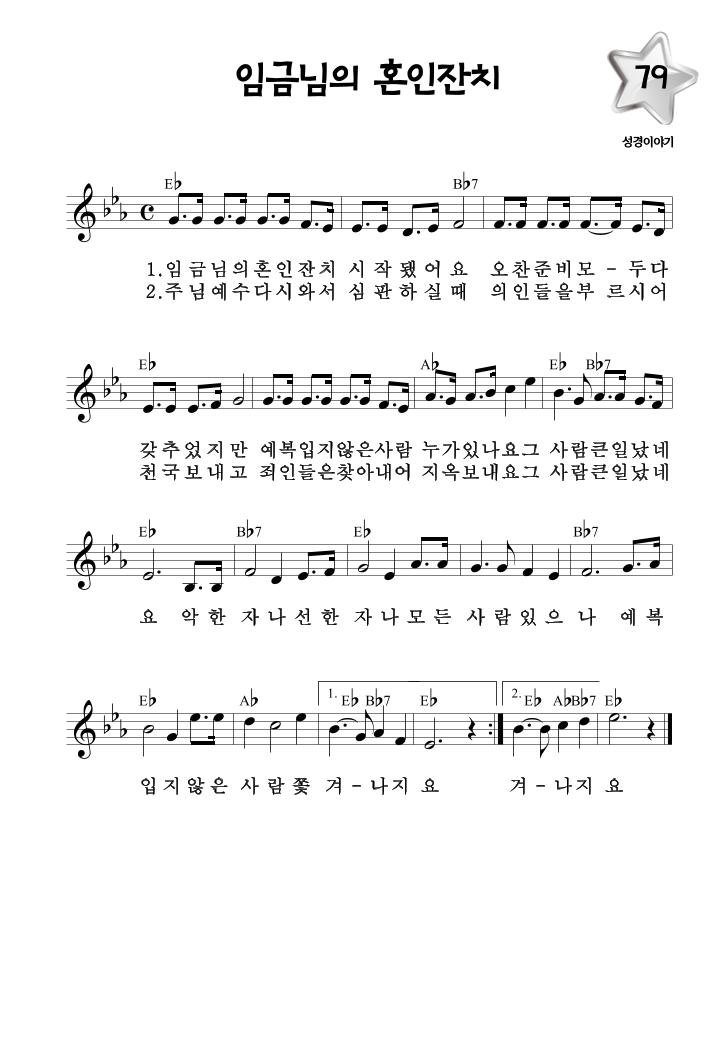 임금님의 혼인잔치
79
성경이야기
E♭ B♭7
1.임금님의혼인잔치 시작됐어요 오찬준비모-두다
2.주님예수다시와서 심판하실때 의인들을부 르시어
E♭ A♭ E♭ B♭7
갖추었지만 예복입지않은사람 누가있나요그 사람큰일났네
천국보내고 죄인들은찾아내어 지옥보내요그 사람큰일났네
E♭ B♭7 E♭ B♭7
요 악한 자나선한 자나모든 사람있으나 예복
E♭ A♭ 1. E♭ B♭7 E♭ 2. E♭ A♭B♭7 E♭
입지않은 사람쫓 겨-나지요 겨-나지요